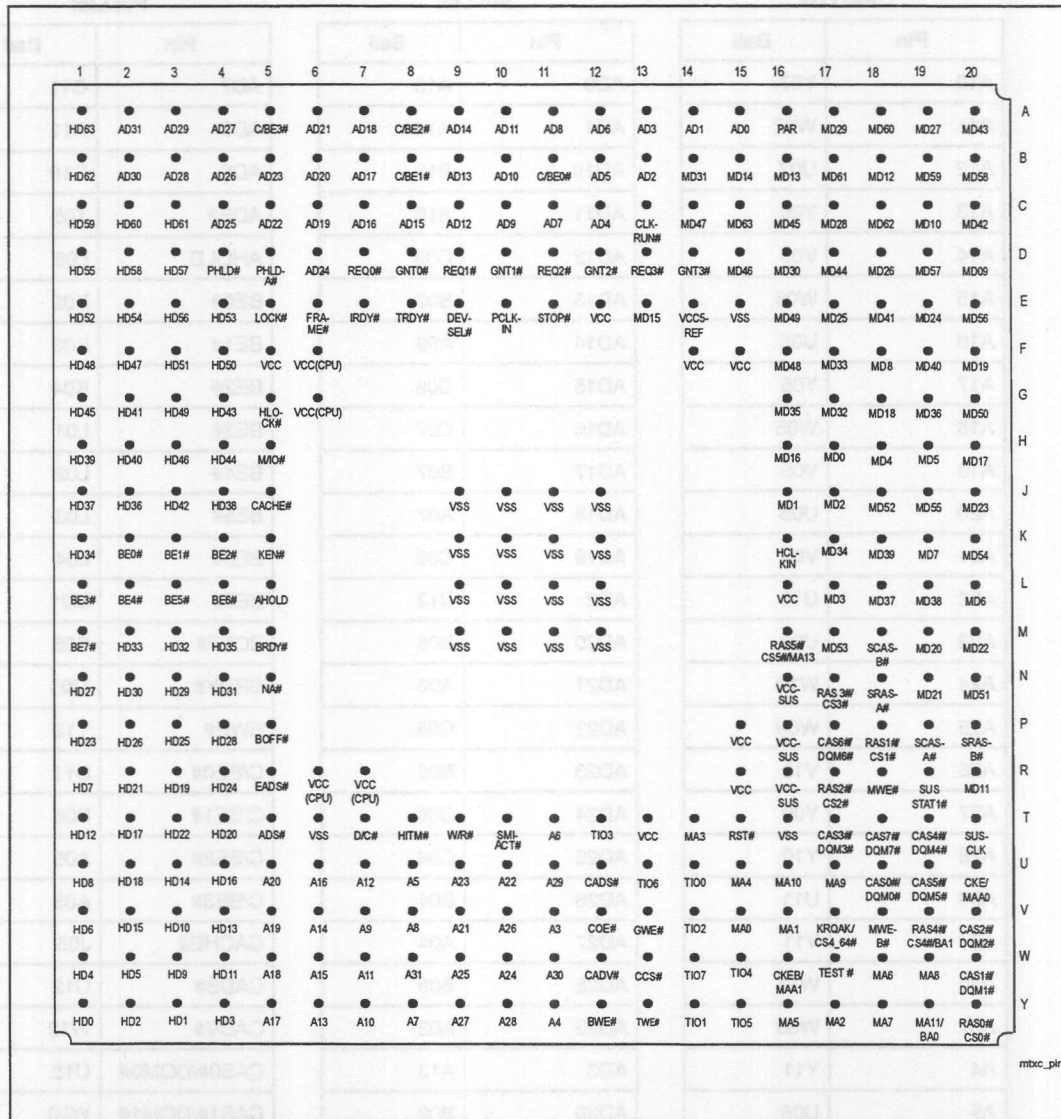 1 2 3 4 5 6 7 8 9 10 11 12 13 14 15 16 17 18 19 20
A
HD63 AD31 AD29 AD27 C/BE3# AD21 AD18 C/BE2# AD14 AD11 AD8 AD6 AD3 AD1 AD0 PAR MD29 MD60 MD27 MD43
B
HD62 AD30 AD28 AD26 AD23 AD20 AD17 C/BE1# AD13 AD10 C/BE0# AD5 AD2 MD31 MD14 MD13 MD61 MD12 MD59 MD58
C
HD59 HD60 HD61 AD25 AD22 AD19 AD16 AD15 AD12 AD9 AD7 AD4 CLK- MD47 MD63 MD45 MD28 MD62 MD10 MD42
RUN#
D
HD55 HD58 HD57 PHLD# PHLD- AD24 REQ0# GNT0# REQ1# GNT1# REQ2# GNT2# REQ3# GNT3# MD46 MD30 MD44 MD26 MD57 MD09
A#
E
HD52 HD54 HD56 HD53 LOCK# FRA- IRDY# TRDY# DEV- PCLK- STOP# VCC MD15 VCC5- VSS MD49 MD25 MD41 MD24 MD56
ME# SEL# IN REF
F
HD48 HD47 HD51 HD50 VCC VCC(CPU) VCC VCC MD48 MD33 MD8 MD40 MD19
G
HD45 HD41 HD49 HD43 HLO- VCC(CPU) MD35 MD32 MD18 MD36 MD50
CK#
H
HD39 HD40 HD46 HD44 M/IO# MD16 MD0 MD4 MD5 MD17
J
HD37 HD36 HD42 HD38 CACHE# VSS VSS VSS VSS MD1 MD2 MD52 MD55 MD23
K
HD34 BE0# BE1# BE2# KEN# VSS VSS VSS VSS HCL- MD34 MD39 MD7 MD54
KIN
L
BE3# BE4# BE5# BE6# AHOLD VSS VSS VSS VSS VCC MD3 MD37 MD38 MD6
M
BE7# HD33 HD32 HD35 BRDY# VSS VSS VSS VSS RAS5#/ MD53 SCAS- MD20 MD22
CS5#/MA13 B#
N
HD27 HD30 HD29 HD31 NA# VCC- RAS3#/ SRAS- MD21 MD51
SUS CS3# A#
P
HD23 HD26 HD25 HD28 BOFF# VCC VCC- CAS6#/ RAS1#/ SCAS- SRAS-
SUS DQM6# CS1# A# B#
R
HD7 HD21 HD19 HD24 EADS# VCC VCC VCC VCC- RAS2#/ MWE# SUS MD11
(CPU) (CPU) SUS CS2# STAT1#
T
HD12 HD17 HD22 HD20 ADS# VSS D/C# HITM# W/R# SMI- A6 TIO3 VCC MA3 RST# VSS CAS3#/ CAS7#/ CAS4#/ SUS-
ACT# DQM3# DQM7# DQM4# CLK
U
HD8 HD18 HD14 HD16 A20 A16 A12 A5 A23 A22 A29 CADS# TIO6 TIO0 MA4 MA10 MA9 CAS0#/ CAS5#/ CKE/
DQM0# DQM5# MAA0
V
HD6 HD15 HD10 HD13 A19 A14 A9 A8 A21 A26 A3 COE# GWE# TIO2 MA0 MA1 KRQAK/ MWE- RAS4#/ CAS2#/
CS4_64# B# CS4#/BA1 DQM2#
W
HD4 HD5 HD9 HD11 A18 A15 A11 A31 A25 A24 A30 CADV# CCS# TIO7 TIO4 CKEB/ TEST# MA6 MA8 CAS1#/
MAA1 DQM1#
Y
HD0 HD2 HD1 HD3 A17 A13 A10 A7 A27 A28 A4 BWE# TWE# TIO1 TIO5 MA5 MA2 MA7 MA11/ RAS0#/
BA0 CS0#
mtxc_pin